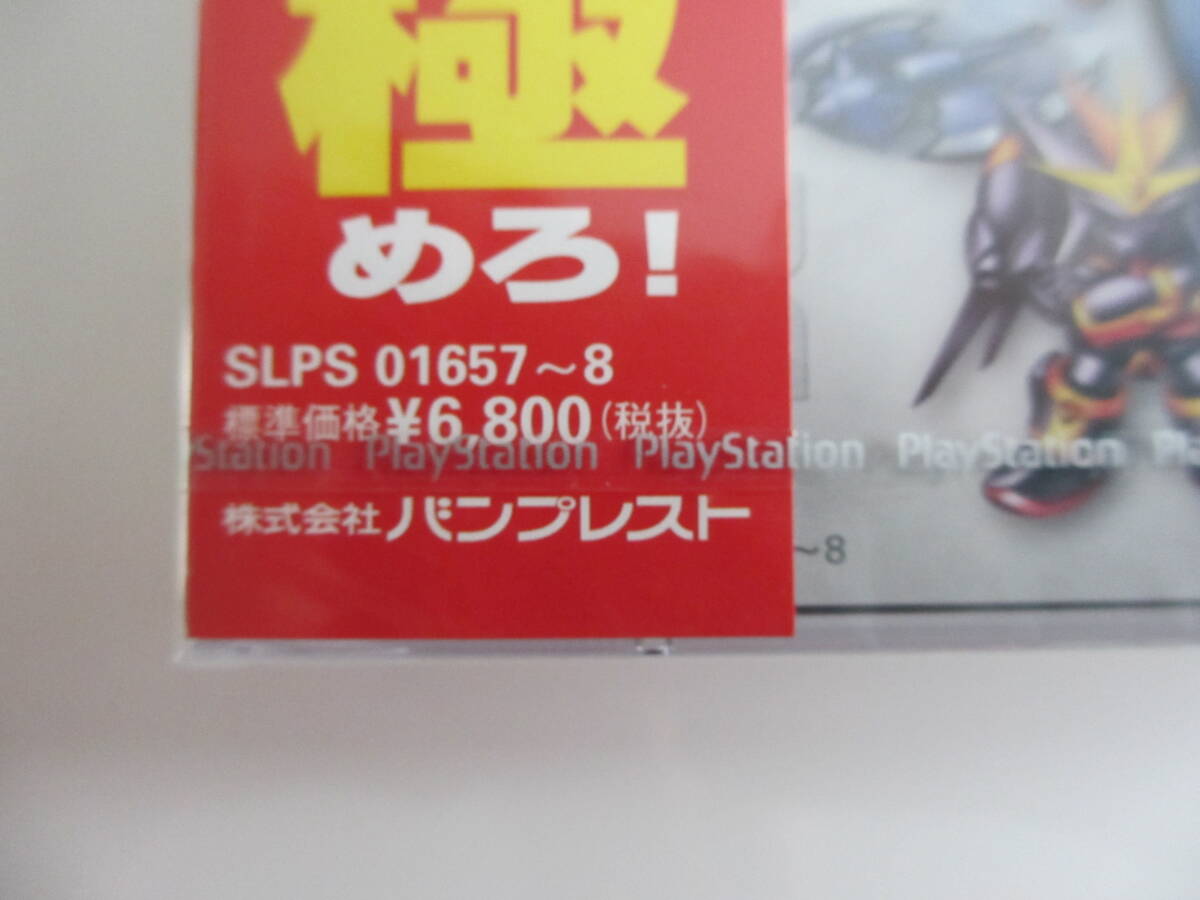 極
めろ!
SLPS 01657～8
標準価格¥6,800(税抜)
Station PlayStation PlayStation PlayStation Pla
株式会社バンプレスト
～8